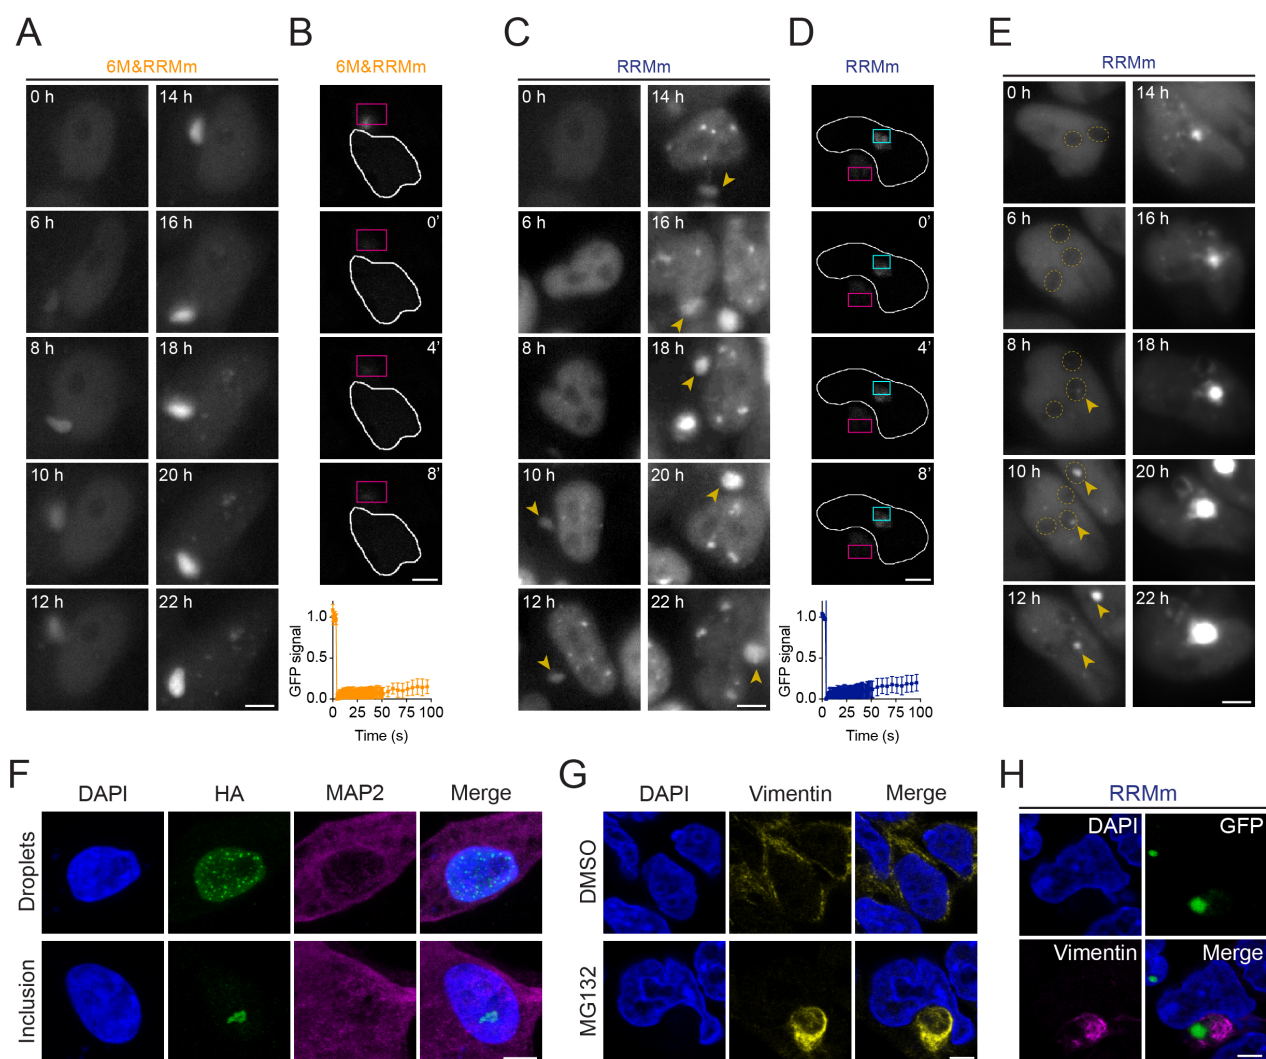 A
6M&RRMm
0 h
14 h
6 h
16 h
8 h
18 h
10 h
20 h
12 h
22 h
B
6M&RRMm
0’
4’
8’
GFP signal
1.0
0.5
0.0
0 25 50 75 100
Time (s)
C
RRMm
0 h
14 h
6 h
16 h
8 h
18 h
10 h
20 h
12 h
22 h
D
RRMm
0’
4’
8’
1.0
0.5
0.0
0 25 50 75 100
Time (s)
E
RRMm
0 h
14 h
6 h
16 h
8 h
18 h
10 h
20 h
12 h
22 h
F
DAPI HA MAP2 Merge
Droplets
Inclusion
G
DAPI Vimentin Merge
DMSO
MG132
H
RRMm
DAPI GFP
Vimentin Merge